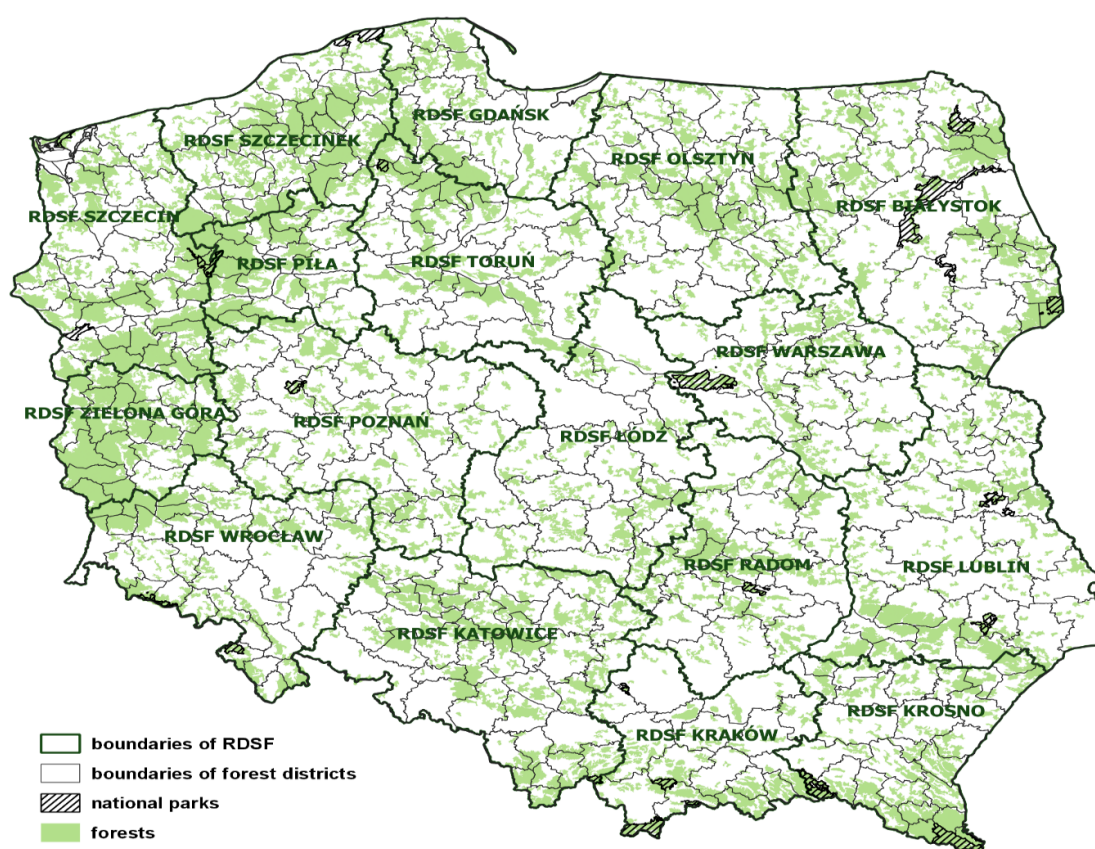 RDSF GDAŃSK
RDSF SZCZECINEK
RDSF OLSZTYN
RDSF SZCZECIN
RDSF BIAŁYSTOK
RDSF PIŁA
RDSF TORUŃ
RDSF WARSZAWA
RDSF ZIELONA GÓRA
RDSF POZNAŃ
RDSF ŁÓDŹ
RDSF WROCŁAW
RDSF RADOM
RDSF LUBLIN
RDSF KATOWICE
RDSF KROSNO
RDSF KRAKÓW
boundaries of RDSF
boundaries of forest districts
national parks
forests